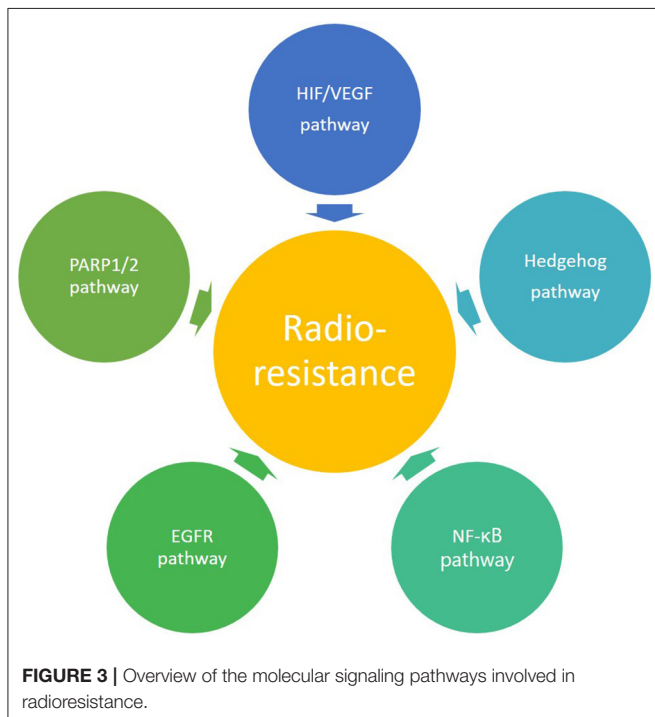 HIF/VEGF
pathway
PARP1/2
pathway
Hedgehog
pathway
Radio-
resistance
EGFR
pathway
NF-κB
pathway
FIGURE 3 | Overview of the molecular signaling pathways involved in
radioresistance.